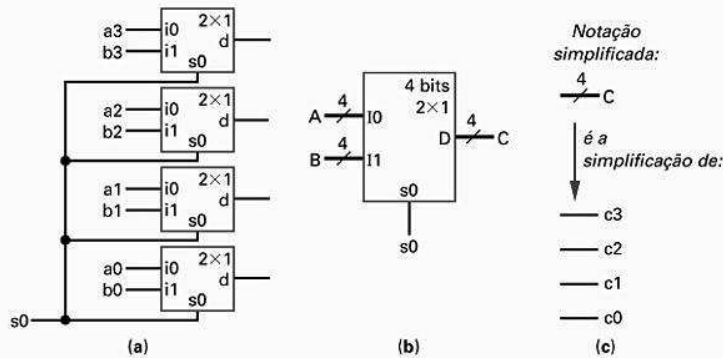 a3
b3
i0
i1
2×1
d
s0
a2
b2
i0
i1
2×1
d
s0
a1
b1
i0
i1
2×1
d
s0
a0
b0
i0
i1
2×1
d
s0
s0
(a)
A
4
I0
B
4
I1
4 bits
2×1
D
4
C
s0
s0
(b)
Notação
simplificada:
4
C
é a
simplificação de:
c3
c2
c1
c0
(c)